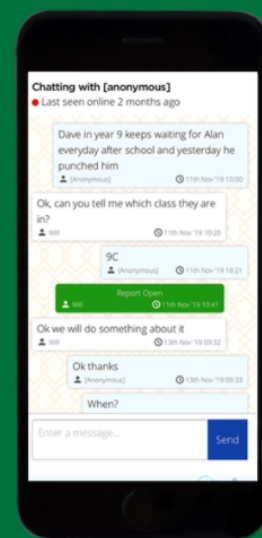 Chatting with [anonymous]
Last seen online 2 months ago
Dave in year 9 keeps waiting for Alan
everyday after school and yesterday he
punched him
[Anonymous] 11th Nov '19 10:00
Ok, can you tell me which class they are
in?
Will 11th Nov '19 10:20
9C
[Anonymous] 11th Nov '19 10:21
Report Open
Will 11th Nov '19 10:41
Ok we will do something about it
Will 13th Nov '19 09:32
Ok thanks
[Anonymous] 13th Nov '19 09:33
When?
Enter a message...
Send